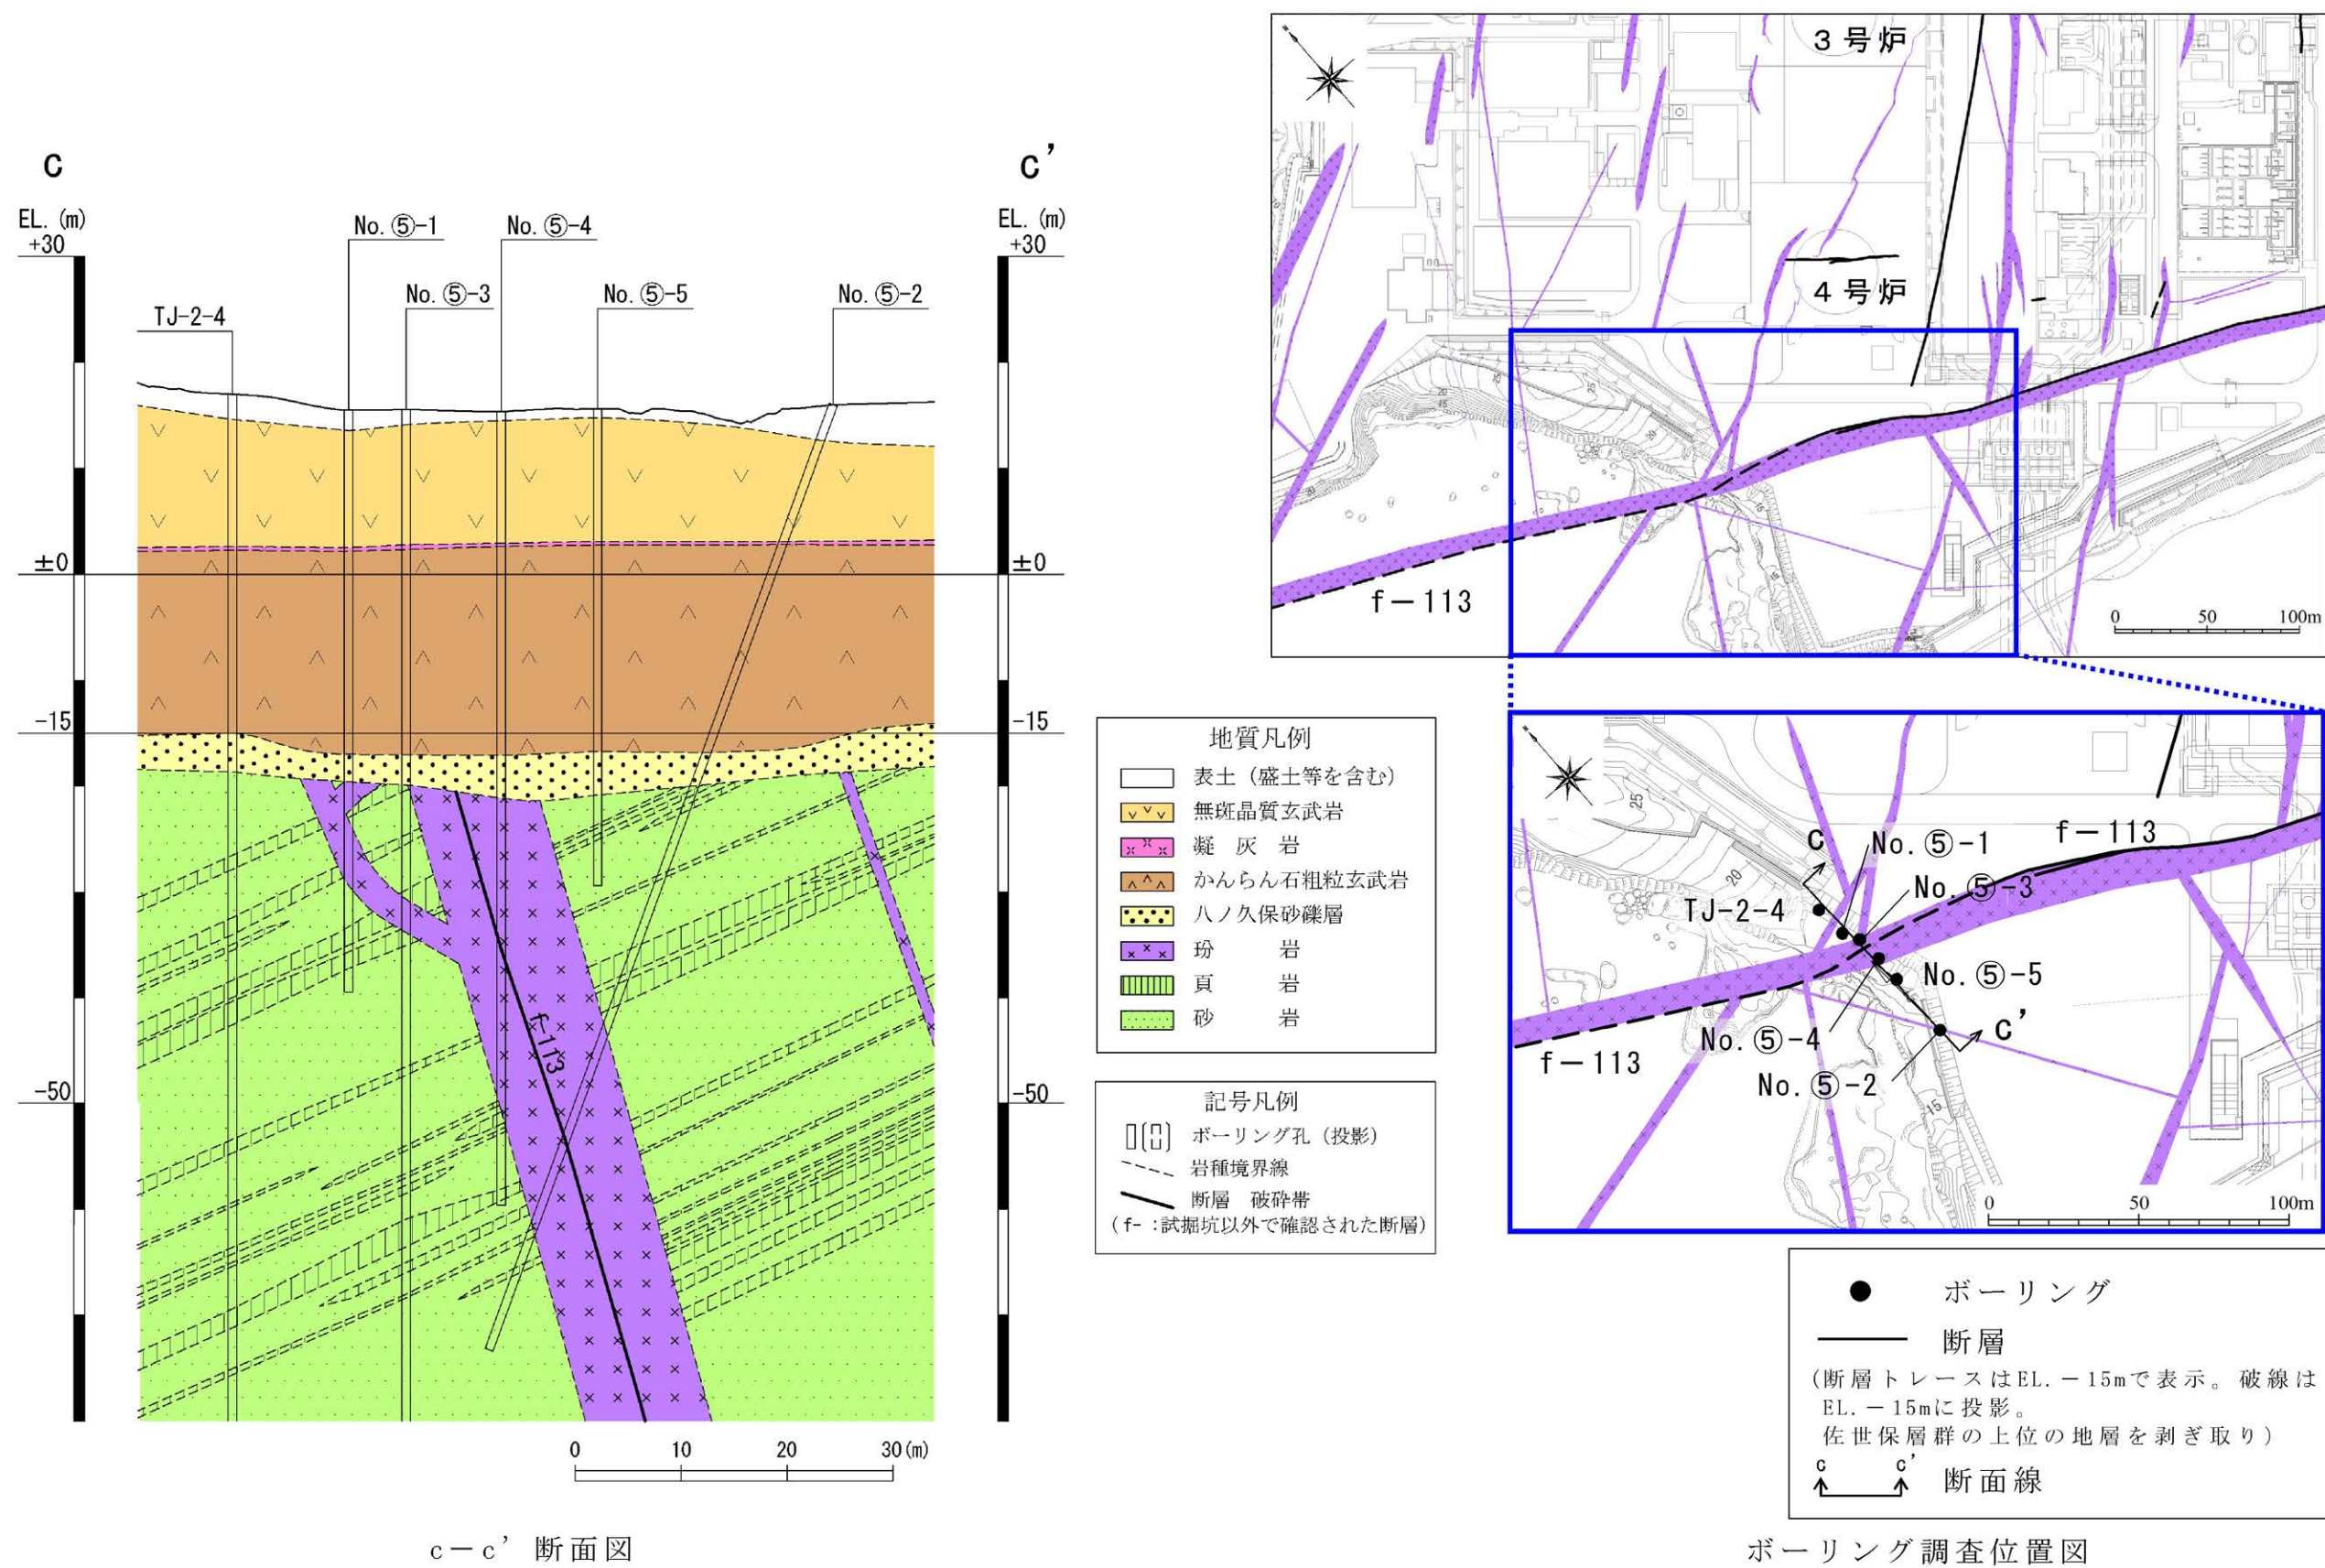 c
c’
EL. (m)
+30
±0
-15
-50
EL. (m)
+30
±0
-15
-50
No. ⑤-1
No. ⑤-4
No. ⑤-3
No. ⑤-5
No. ⑤-2
TJ-2-4
f-113
0 10 20 30(m)
c－c’ 断面図
地質凡例
表土（盛土等を含む）
無斑晶質玄武岩
凝灰岩
かんらん石粗粒玄武岩
八ノ久保砂礫層
玢岩
頁岩
砂岩
記号凡例
ボーリング孔（投影）
岩種境界線
断層 破砕帯
（f- :試掘坑以外で確認された断層）
3号炉
4号炉
f－113
0 50 100m
25
20
15
20
25
20
15
c
No. ⑤-1
f－113
No. ⑤-3
TJ-2-4
No. ⑤-5
No. ⑤-4
c’
f－113
No. ⑤-2
0 50 100m
ボーリング
断層
（断層トレースはEL.－15mで表示。破線は
EL.－15mに投影。
佐世保層群の上位の地層を剥ぎ取り）
c c’
断面線
ボーリング調査位置図